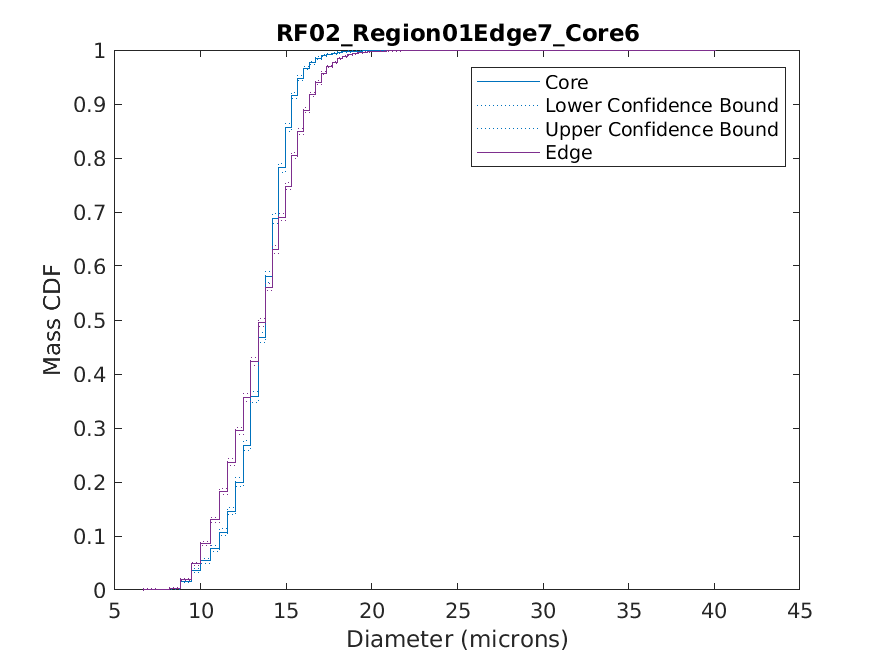 RF02_Region01Edge7_Core6
1
0.9
0.8
0.7
0.6
0.5
0.4
0.3
0.2
0.1
0
Mass CDF
Core
Lower Confidence Bound
Upper Confidence Bound
Edge
5 10 15 20 25 30 35 40 45
Diameter (microns)